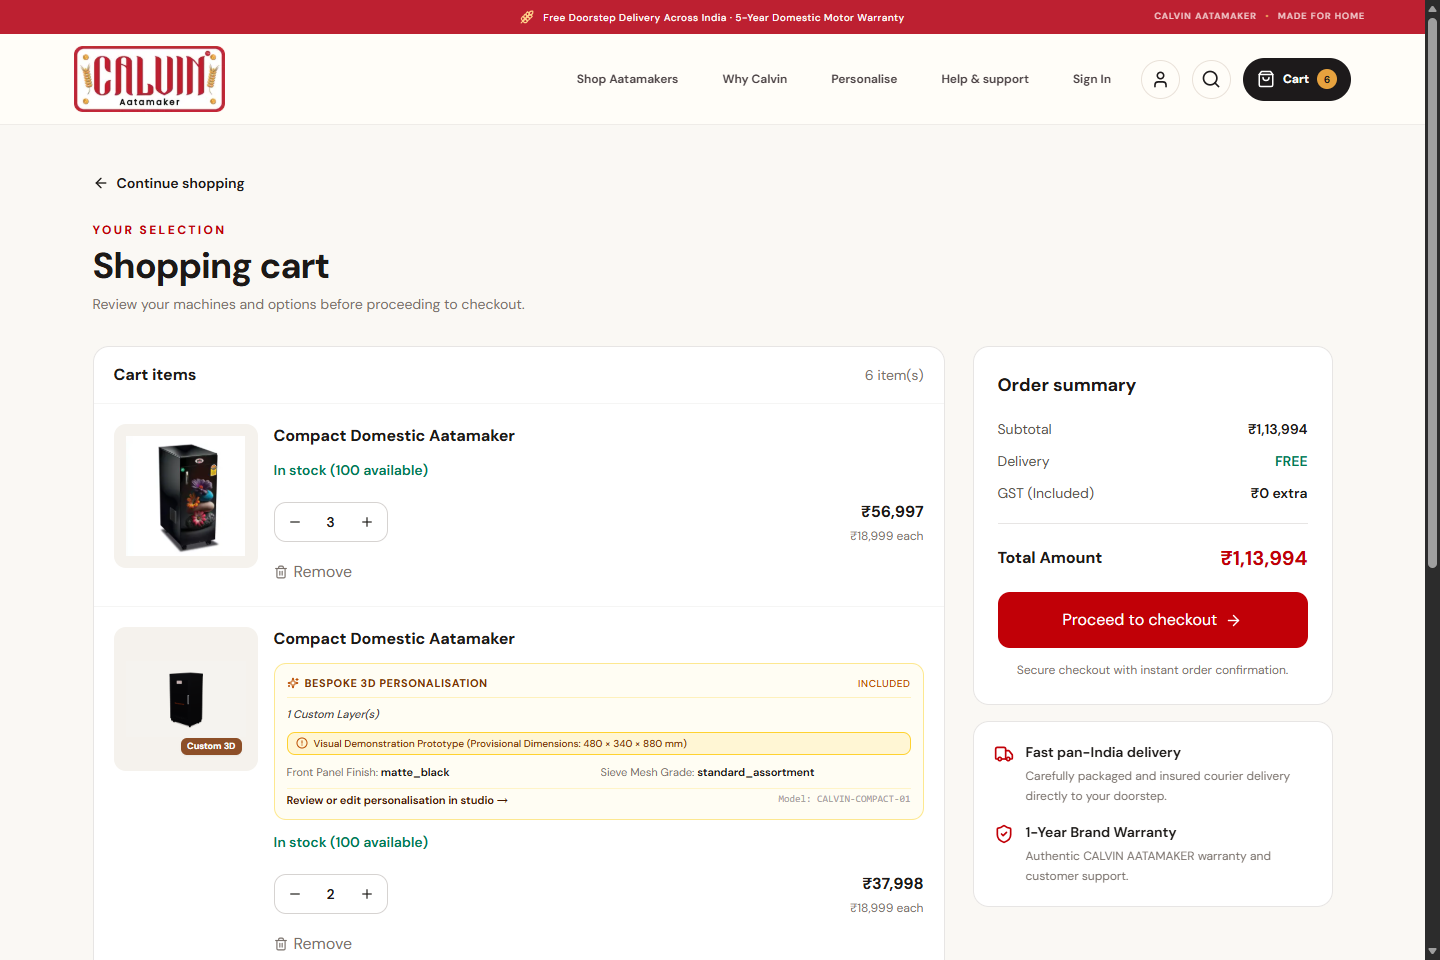 Free Doorstep Delivery Across India · 5-Year Domestic Motor Warranty
CALVIN AATAMAKER • MADE FOR HOME
CALVIN
Aatamaker
Shop Aatamakers
Why Calvin
Personalise
Help & support
Sign In
Cart 6
← Continue shopping
YOUR SELECTION
Shopping cart
Review your machines and options before proceeding to checkout.
Cart items
6 item(s)
Compact Domestic Aatamaker
In stock (100 available)
− 3 +
₹56,997
₹18,999 each
Remove
Compact Domestic Aatamaker
BESPOKE 3D PERSONALISATION
INCLUDED
1 Custom Layer(s)
Visual Demonstration Prototype (Provisional Dimensions: 480 × 340 × 880 mm)
Front Panel Finish: matte_black
Sieve Mesh Grade: standard_assortment
Review or edit personalisation in studio →
Model: CALVIN-COMPACT-01
Custom 3D
In stock (100 available)
− 2 +
₹37,998
₹18,999 each
Remove
Order summary
Subtotal ₹1,13,994
Delivery FREE
GST (Included) ₹0 extra
Total Amount ₹1,13,994
Proceed to checkout →
Secure checkout with instant order confirmation.
Fast pan-India delivery
Carefully packaged and insured courier delivery
directly to your doorstep.
1-Year Brand Warranty
Authentic CALVIN AATAMAKER warranty and
customer support.